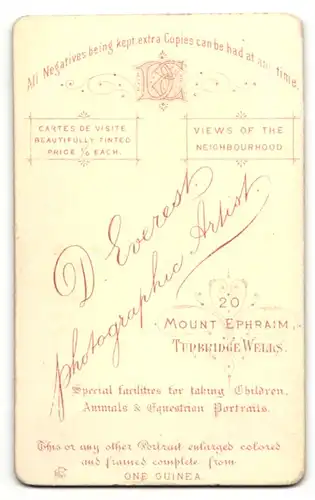 All Negatives being kept, extra Copies can be had at any time.
CARTES DE VISITE
BEAUTIFULLY TINTED
PRICE EACH.
VIEWS OF THE
NEIGHBOURHOOD
D. Everest.
photographic Artist.
20
MOUNT EPHRAIM,
TUNBRIDGE WELLS.
Special facilities for taking Children,
Animals & Equestrian Portraits.
This or any other Portrait enlarged colored
and framed complete from
ONE GUINEA